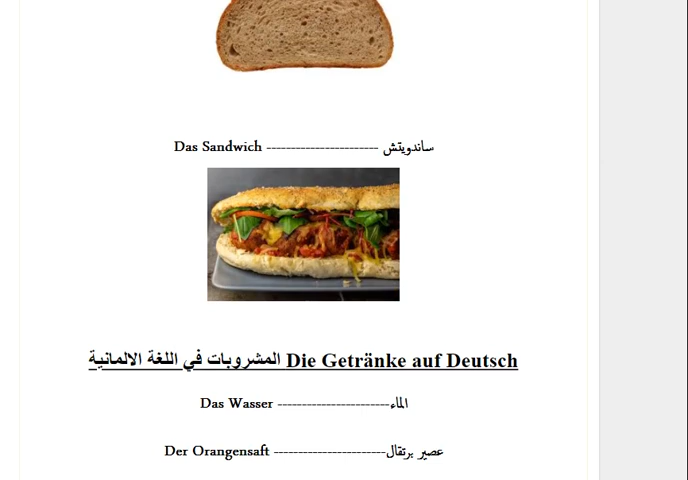 Das Sandwich ----------------------- ساندويتش
المشروبات في اللغة الالمانية Die Getränke auf Deutsch
Das Wasser -----------------------الماء
Der Orangensaft -----------------------عصير برتقال